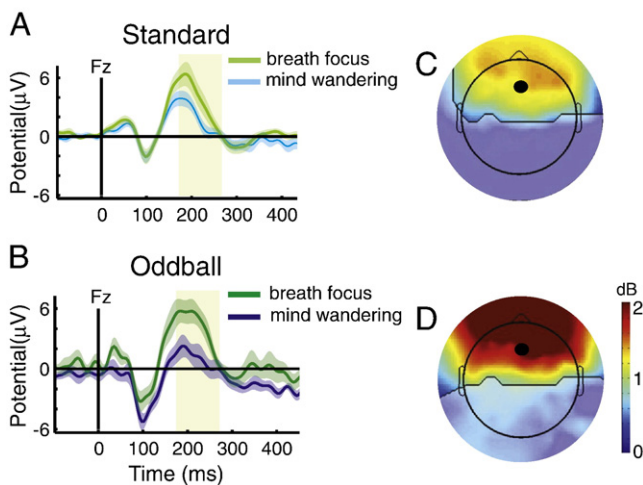 A
Standard
Fz
breath focus
mind wandering
Potential(µV)
6
0
-6
0 100 200 300 400
C
B
Oddball
Fz
breath focus
mind wandering
Potential(µV)
6
0
-6
0 100 200 300 400
Time (ms)
D
dB
2
1
0